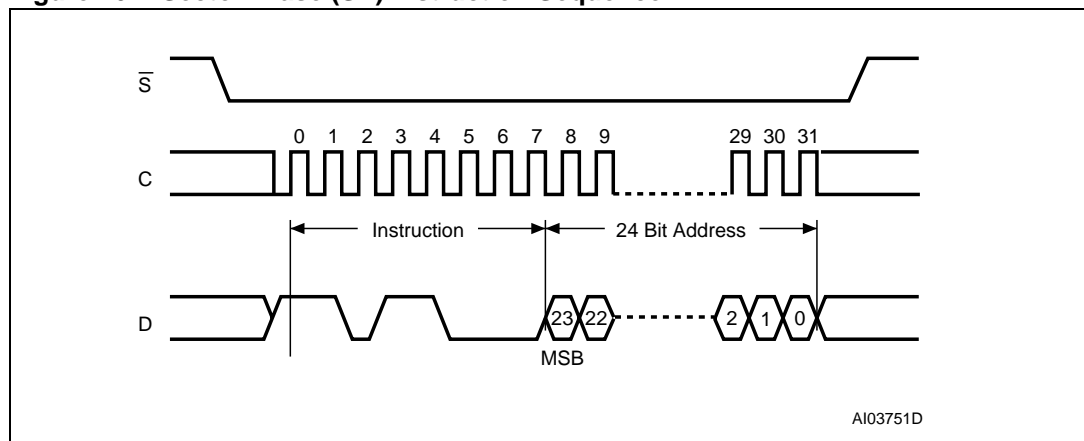 S
0 1 2 3 4 5 6 7 8 9 29 30 31
C
Instruction 24 Bit Address
D 23 22 2 1 0
MSB
AI03751D